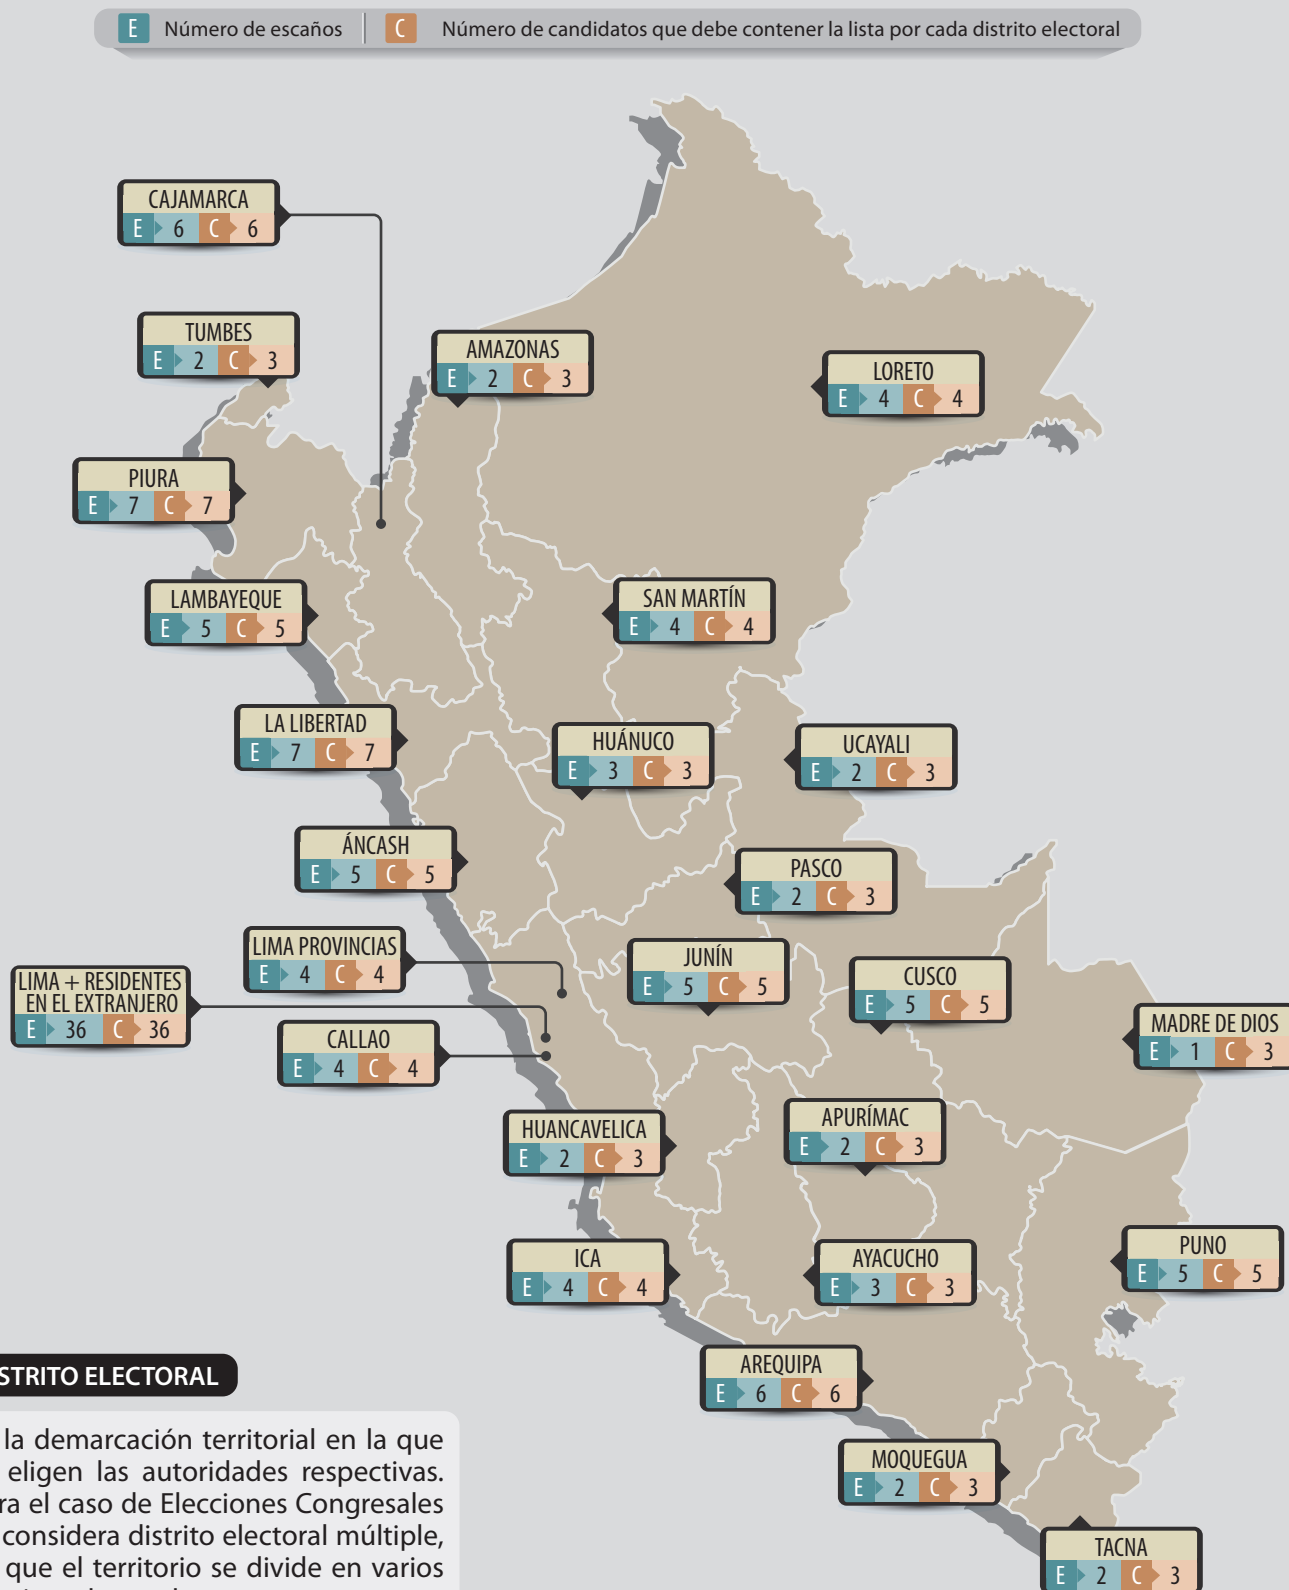 E Número de escaños | C Número de candidatos que debe contener la lista por cada distrito electoral
CAJAMARCA
E 6 C 6
TUMBES
E 2 C 3
AMAZONAS
E 2 C 3
LORETO
E 4 C 4
PIURA
E 7 C 7
LAMBAYEQUE
E 5 C 5
SAN MARTÍN
E 4 C 4
LA LIBERTAD
E 7 C 7
HUÁNUCO
E 3 C 3
UCAYALI
E 2 C 3
ÁNCASH
E 5 C 5
PASCO
E 2 C 3
LIMA PROVINCIAS
E 4 C 4
JUNÍN
E 5 C 5
CUSCO
E 5 C 5
LIMA + RESIDENTES
EN EL EXTRANJERO
E 36 C 36
CALLAO
E 4 C 4
MADRE DE DIOS
E 1 C 3
HUANCAVELICA
E 2 C 3
APURÍMAC
E 2 C 3
ICA
E 4 C 4
AYACUCHO
E 3 C 3
PUNO
E 5 C 5
AREQUIPA
E 6 C 6
MOQUEGUA
E 2 C 3
TACNA
E 2 C 3
STRITO ELECTORAL
la demarcación territorial en la que
eligen las autoridades respectivas.
ra el caso de Elecciones Congresales
considera distrito electoral múltiple,
que el territorio se divide en varios